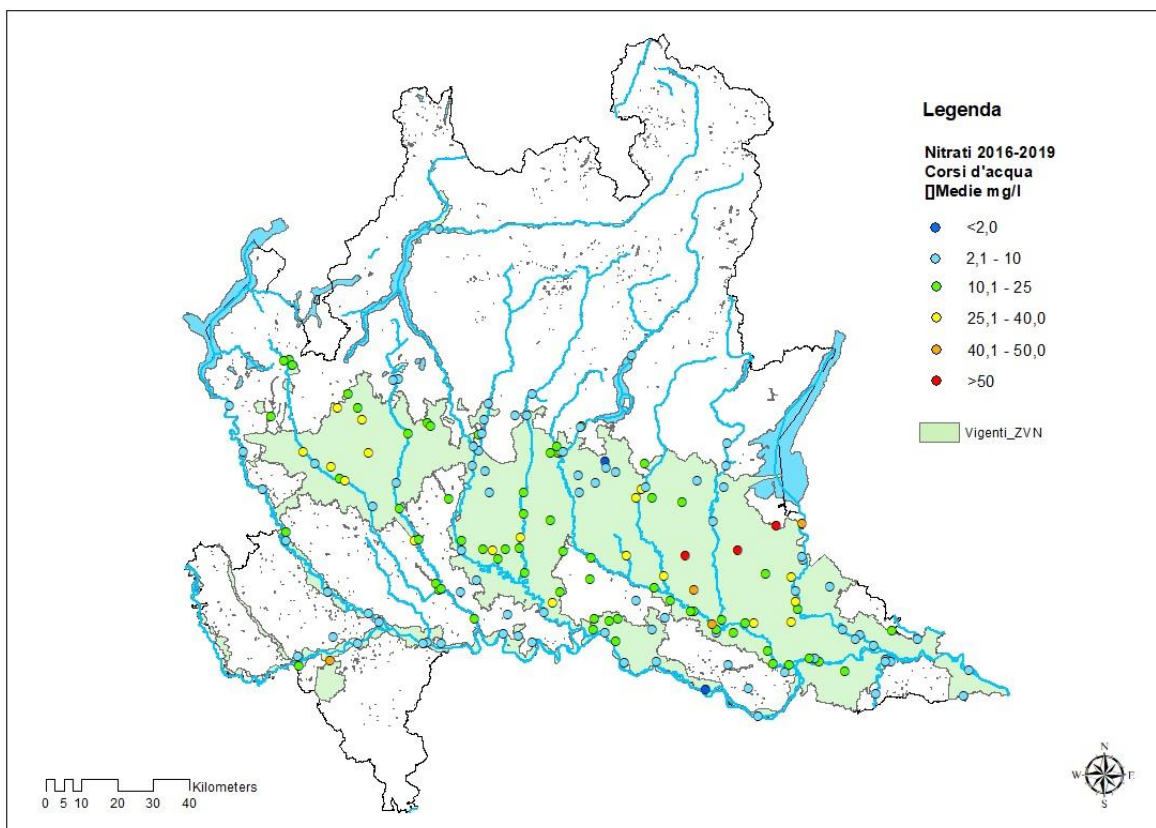 Legenda
Nitrati 2016-2019
Corsi d'acqua
[]Medie mg/l
<2,0
2,1 - 10
10,1 - 25
25,1 - 40,0
40,1 - 50,0
>50
Vigenti_ZVN
N
W E
S
Kilometers
0 5 10 20 30 40